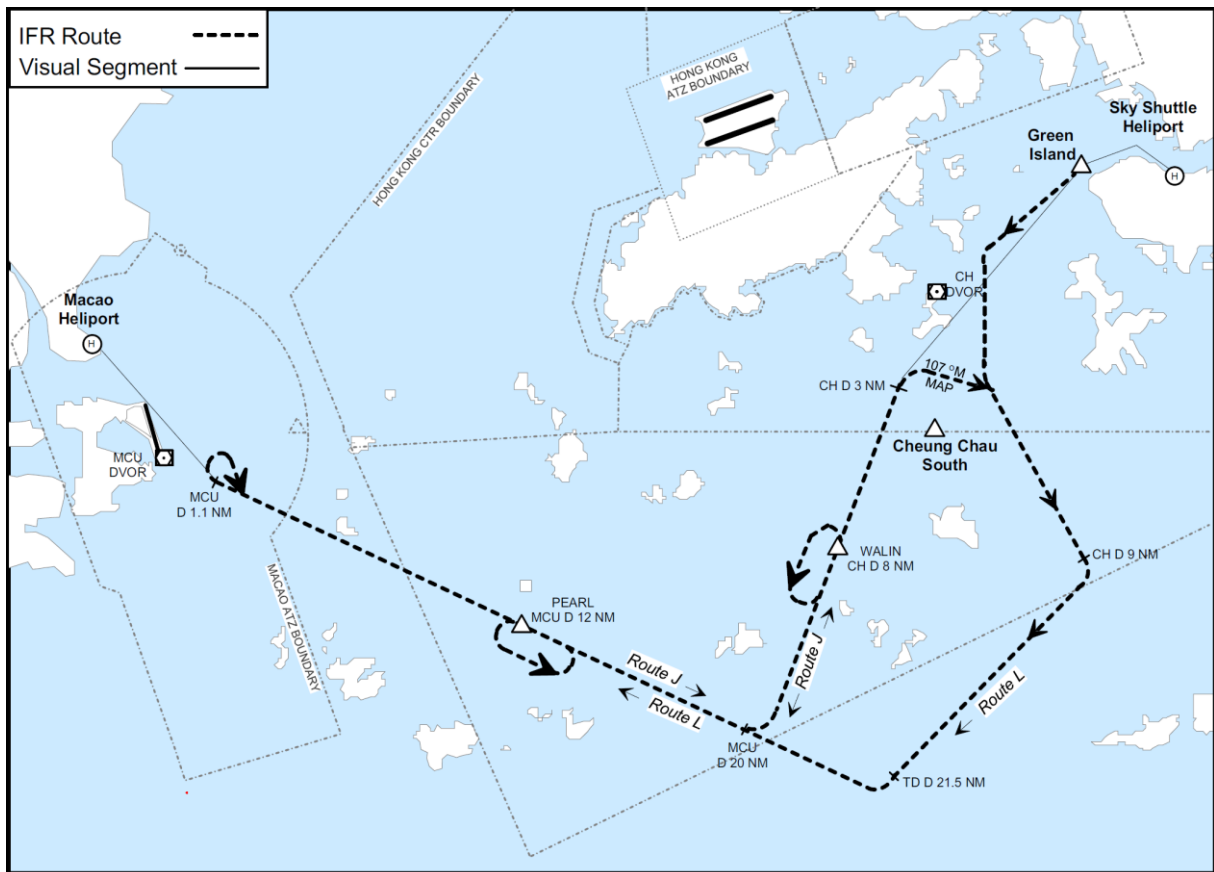 IFR Route
Visual Segment
HONG KONG
ATZ BOUNDARY
HONG KONG CTR BOUNDARY
Sky Shuttle
Heliport
Green
Island
H
CH
DVOR
Macao
Heliport
H
CH D 3 NM
107 °M
MAP
Cheung Chau
South
MCU
DVOR
MCU
D 1.1 NM
WALIN
CH D 8 NM
CH D 9 NM
MACAO ATZ BOUNDARY
PEARL
MCU D 12 NM
Route J
Route L
Route J
Route L
MCU
D 20 NM
TD D 21.5 NM